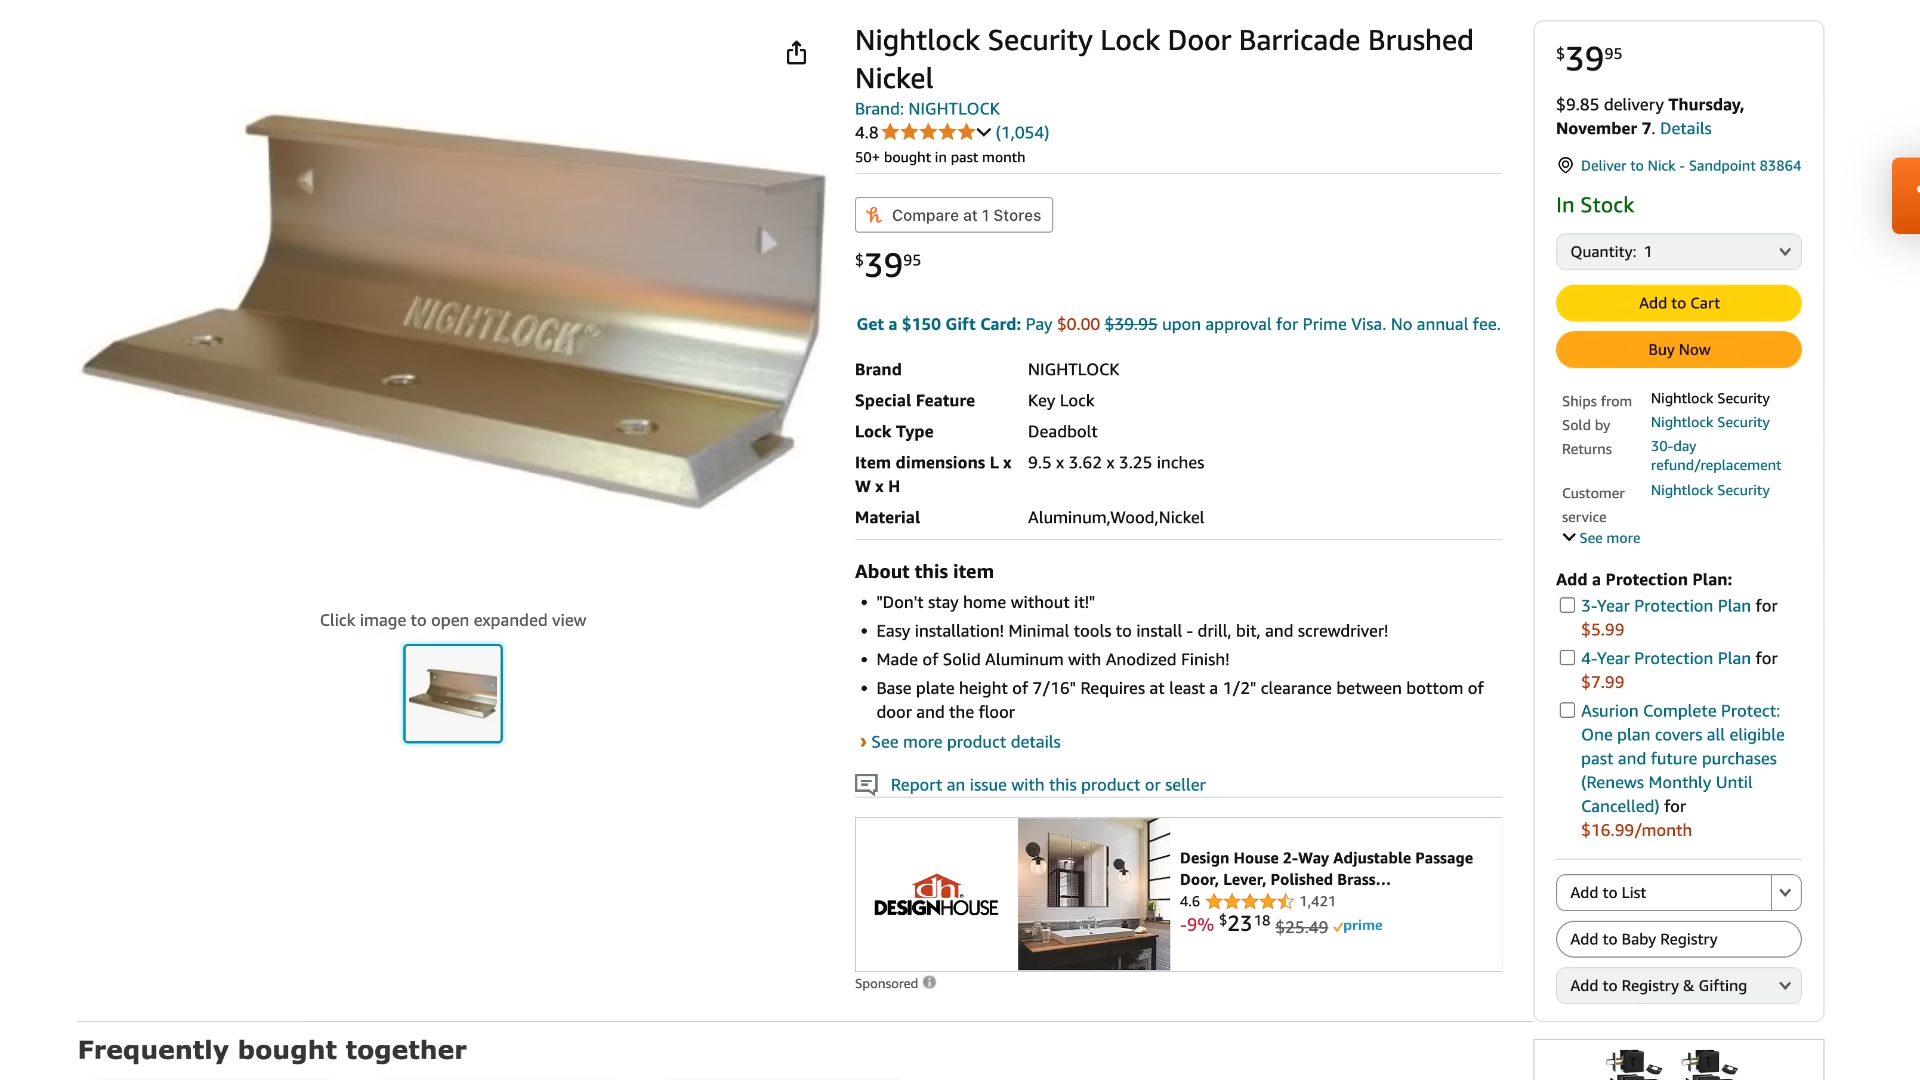 Nightlock Security Lock Door Barricade Brushed
Nickel
Brand: NIGHTLOCK
4.8 (1,054)
50+ bought in past month
Compare at 1 Stores
$39.95
Get a $150 Gift Card: Pay $0.00 $39.95 upon approval for Prime Visa. No annual fee.
Brand NIGHTLOCK
Special Feature Key Lock
Lock Type Deadbolt
Item dimensions L x 9.5 x 3.62 x 3.25 inches
W x H
Material Aluminum,Wood,Nickel
About this item
• "Don't stay home without it!"
• Easy installation! Minimal tools to install - drill, bit, and screwdriver!
• Made of Solid Aluminum with Anodized Finish!
• Base plate height of 7/16" Requires at least a 1/2" clearance between bottom of
door and the floor
› See more product details
Report an issue with this product or seller
DESIGNHOUSE
dh.
Design House 2-Way Adjustable Passage
Door, Lever, Polished Brass...
4.6 1,421
-9% $23.18 $25.49 prime
Sponsored
NIGHTLOCK™
Click image to open expanded view
$39.95
$9.85 delivery Thursday,
November 7. Details
Deliver to Nick - Sandpoint 83864
In Stock
Quantity: 1
Add to Cart
Buy Now
Ships from Nightlock Security
Sold by Nightlock Security
Returns 30-day
refund/replacement
Customer Nightlock Security
service
See more
Add a Protection Plan:
3-Year Protection Plan for
$5.99
4-Year Protection Plan for
$7.99
Asurion Complete Protect:
One plan covers all eligible
past and future purchases
(Renews Monthly Until
Cancelled) for
$16.99/month
Add to List
Add to Baby Registry
Add to Registry & Gifting
Frequently bought together